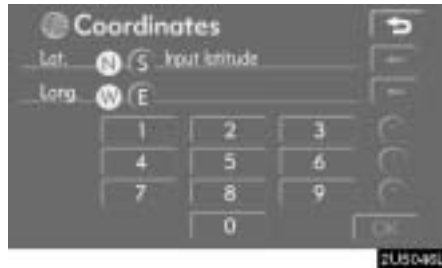 Coordinates
Lat. N S Input latitude
Long W E
1 2 3
4 5 6
7 8 9
0 OK
2U5046L